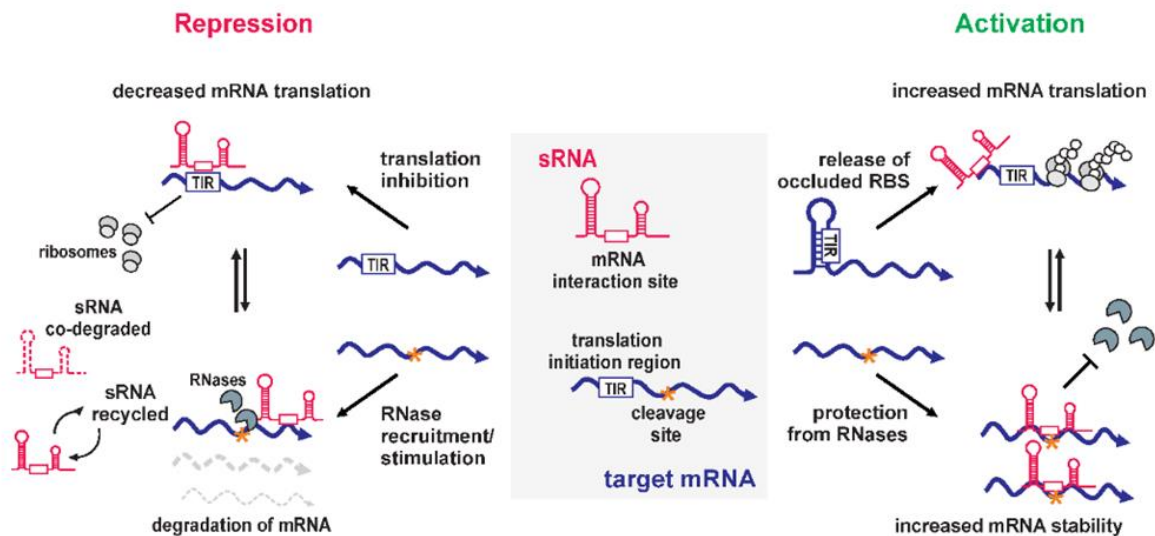 Repression
decreased mRNA translation
TIR
translation
inhibition
ribosomes
TIR
sRNA
co-degraded
sRNA
recycled
RNases
RNase
recruitment/
stimulation
degradation of mRNA
sRNA
mRNA
interaction site
translation
initiation region
TIR
cleavage
site
target mRNA
Activation
increased mRNA translation
release of
occluded RBS
TIR
TIR
protection
from RNases
increased mRNA stability